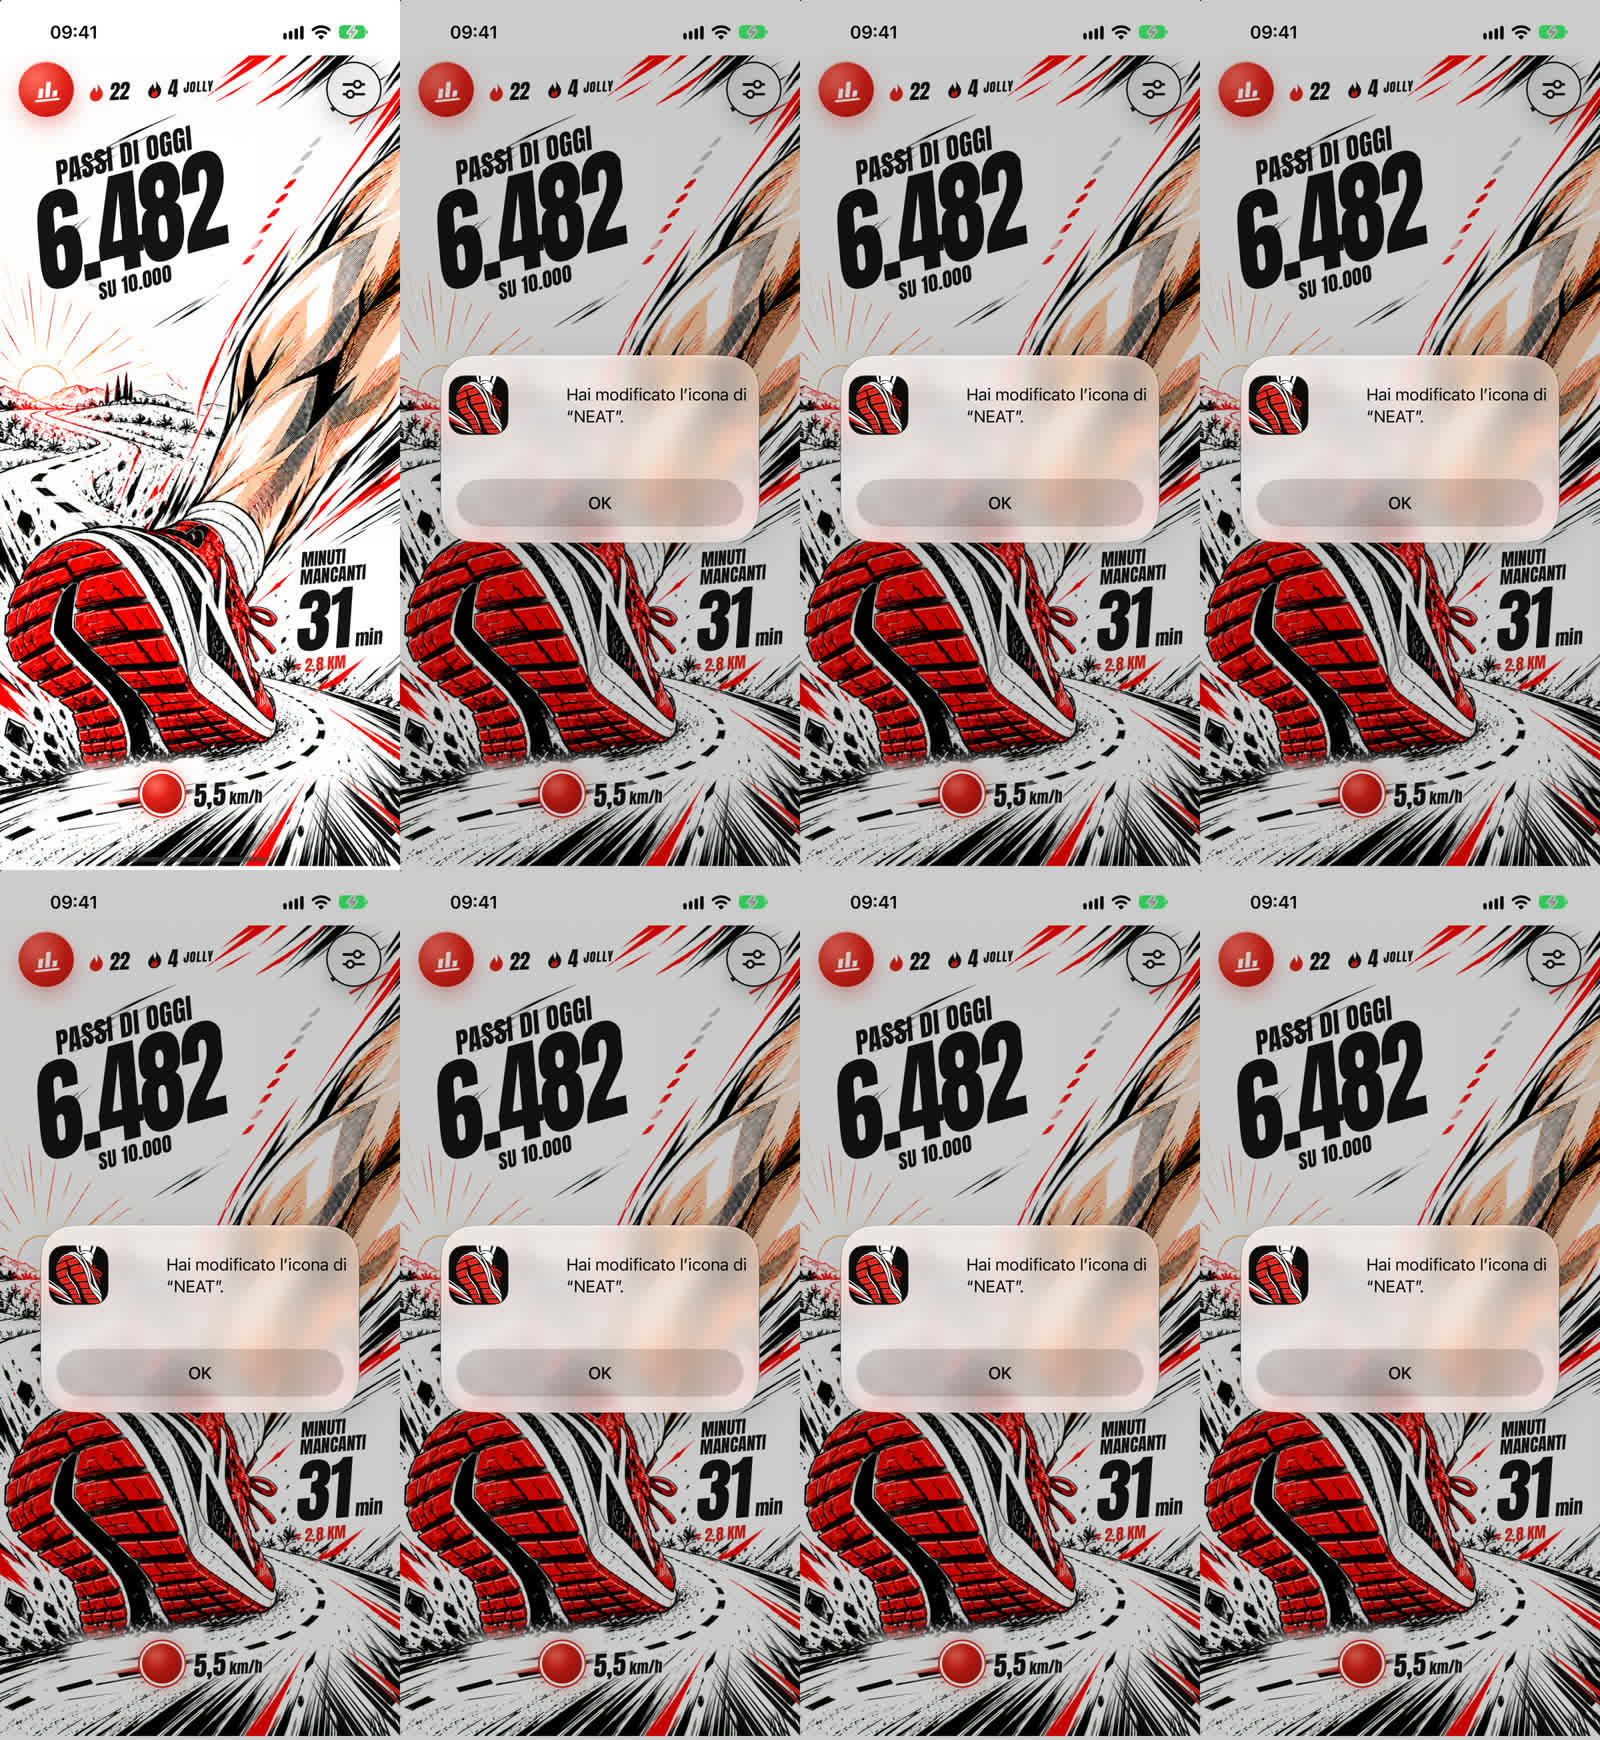 09:41
22 4 JOLLY
PASSI DI OGGI
6.482
SU 10.000
MINUTI
MANCANTI
31 min
≈ 2,8 KM
5,5 km/h
09:41
22 4 JOLLY
PASSI DI OGGI
6.482
SU 10.000
Hai modificato l’icona di
“NEAT”.
OK
MINUTI
MANCANTI
31 min
≈ 2,8 KM
5,5 km/h
09:41
22 4 JOLLY
PASSI DI OGGI
6.482
SU 10.000
Hai modificato l’icona di
“NEAT”.
OK
MINUTI
MANCANTI
31 min
≈ 2,8 KM
5,5 km/h
09:41
22 4 JOLLY
PASSI DI OGGI
6.482
SU 10.000
Hai modificato l’icona di
“NEAT”.
OK
MINUTI
MANCANTI
31 min
≈ 2,8 KM
5,5 km/h
09:41
22 4 JOLLY
PASSI DI OGGI
6.482
SU 10.000
Hai modificato l’icona di
“NEAT”.
OK
MINUTI
MANCANTI
31 min
≈ 2,8 KM
5,5 km/h
09:41
22 4 JOLLY
PASSI DI OGGI
6.482
SU 10.000
Hai modificato l’icona di
“NEAT”.
OK
MINUTI
MANCANTI
31 min
≈ 2,8 KM
5,5 km/h
09:41
22 4 JOLLY
PASSI DI OGGI
6.482
SU 10.000
Hai modificato l’icona di
“NEAT”.
OK
MINUTI
MANCANTI
31 min
≈ 2,8 KM
5,5 km/h
09:41
22 4 JOLLY
PASSI DI OGGI
6.482
SU 10.000
Hai modificato l’icona di
“NEAT”.
OK
MINUTI
MANCANTI
31 min
≈ 2,8 KM
5,5 km/h